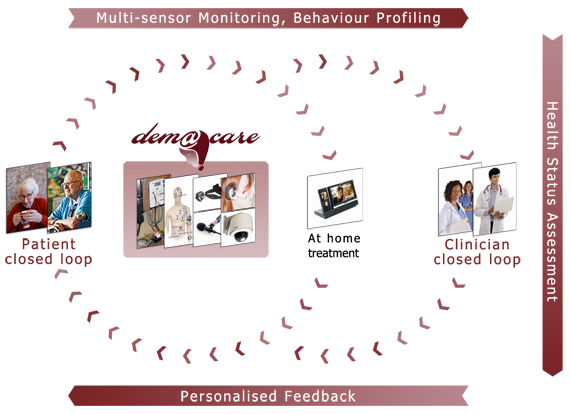 Multi-sensor Monitoring, Behaviour Profiling
dem@care
Patient
closed loop
At home
treatment
Clinician
closed loop
Health Status Assessment
Personalised Feedback